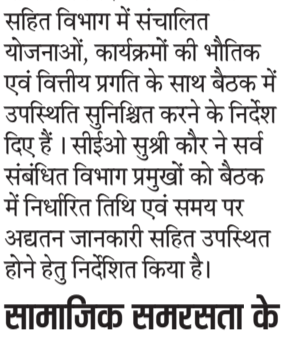 सहित विभाग में संचालित
योजनाओं, कार्यक्रमों की भौतिक
एवं वित्तीय प्रगति के साथ बैठक में
उपस्थिति सुनिश्चित करने के निर्देश
दिए हैं । सीईओ सुश्री कौर ने सर्व
संबंधित विभाग प्रमुखों को बैठक
में निर्धारित तिथि एवं समय पर
अद्यतन जानकारी सहित उपस्थित
होने हेतु निर्देशित किया है।
सामाजिक समरसता के